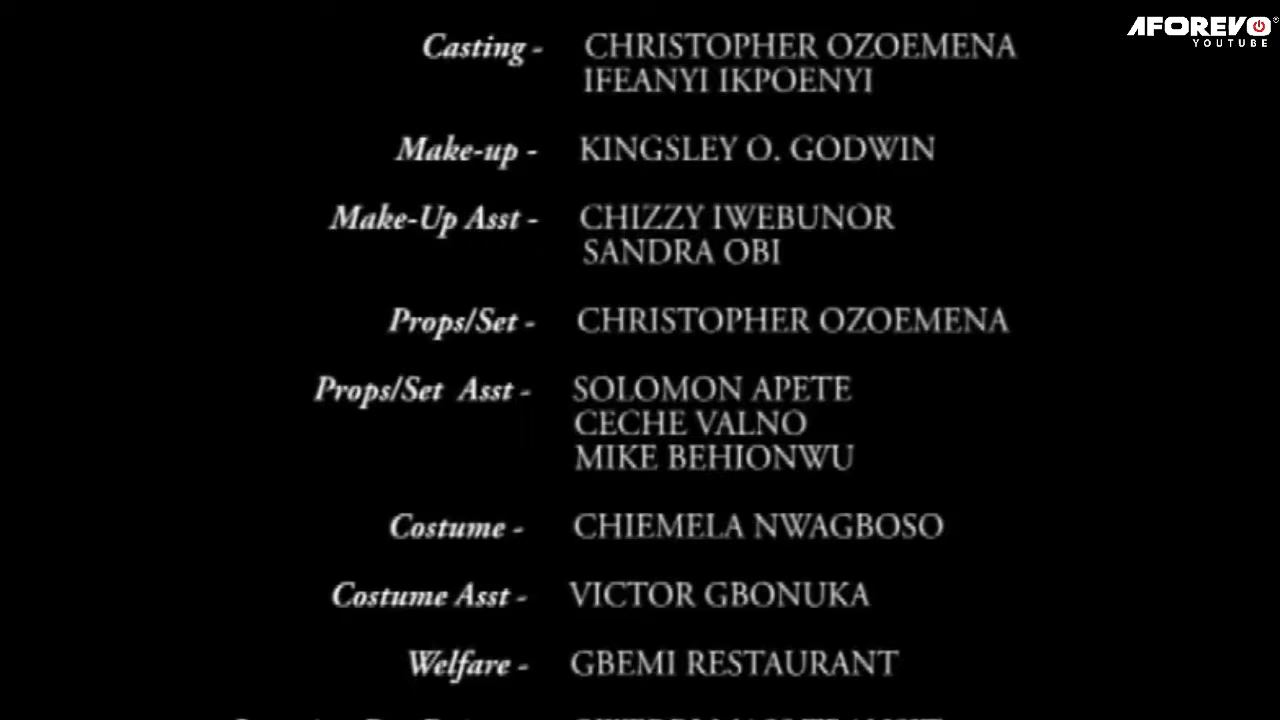 AFOREVO
YOUTUBE
Casting - CHRISTOPHER OZOEMENA
IFEANYI IKPOENYI
Make-up - KINGSLEY O. GODWIN
Make-Up Asst - CHIZZY IWEBUNOR
SANDRA OBI
Props/Set - CHRISTOPHER OZOEMENA
Props/Set Asst - SOLOMON APETE
CECHE VALNO
MIKE BEHIONWU
Costume - CHIEMELA NWAGBOSO
Costume Asst - VICTOR GBONUKA
Welfare - GBEMI RESTAURANT